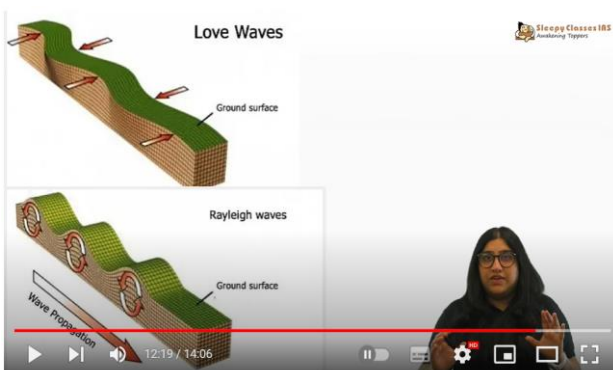 Love Waves
Sleepy Classes IAS
Awakening Toppers
Ground surface
Rayleigh waves
Ground surface
Wave Propagation
12:19 / 14:06
HD